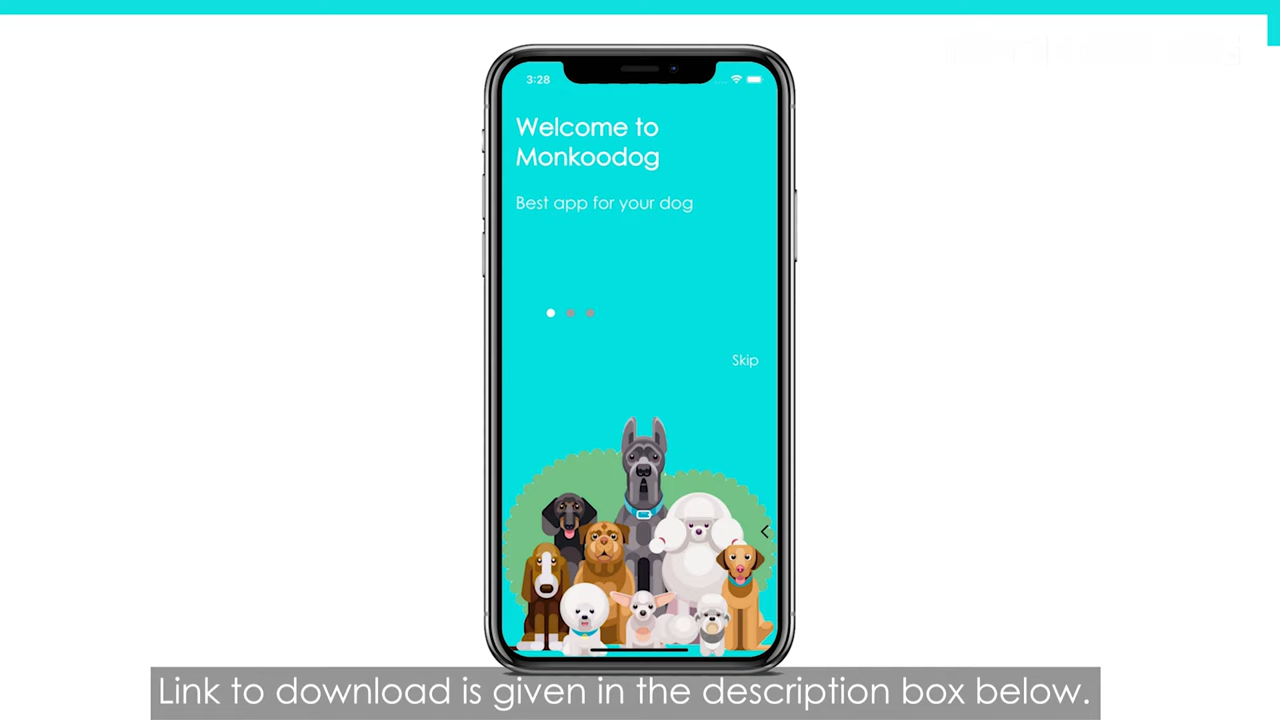 3:28
Welcome to
Monkoodog
Best app for your dog
Skip
Link to download is given in the description box below.